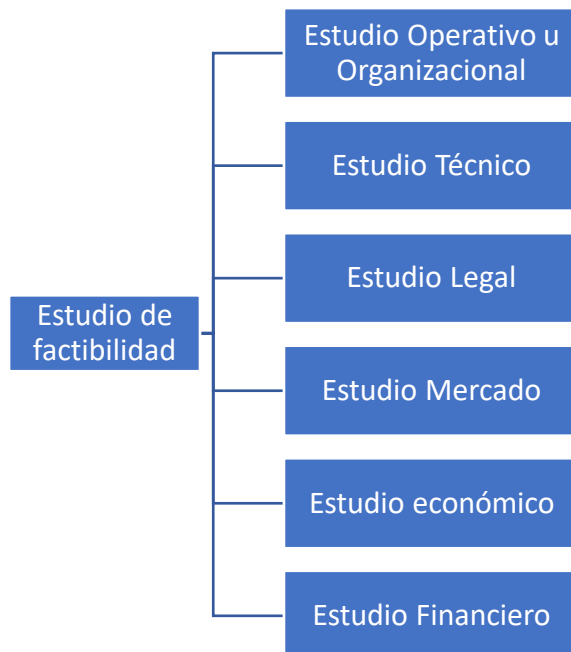 Estudio Operativo u
Organizacional
Estudio Técnico
Estudio Legal
Estudio de
factibilidad
Estudio Mercado
Estudio económico
Estudio Financiero